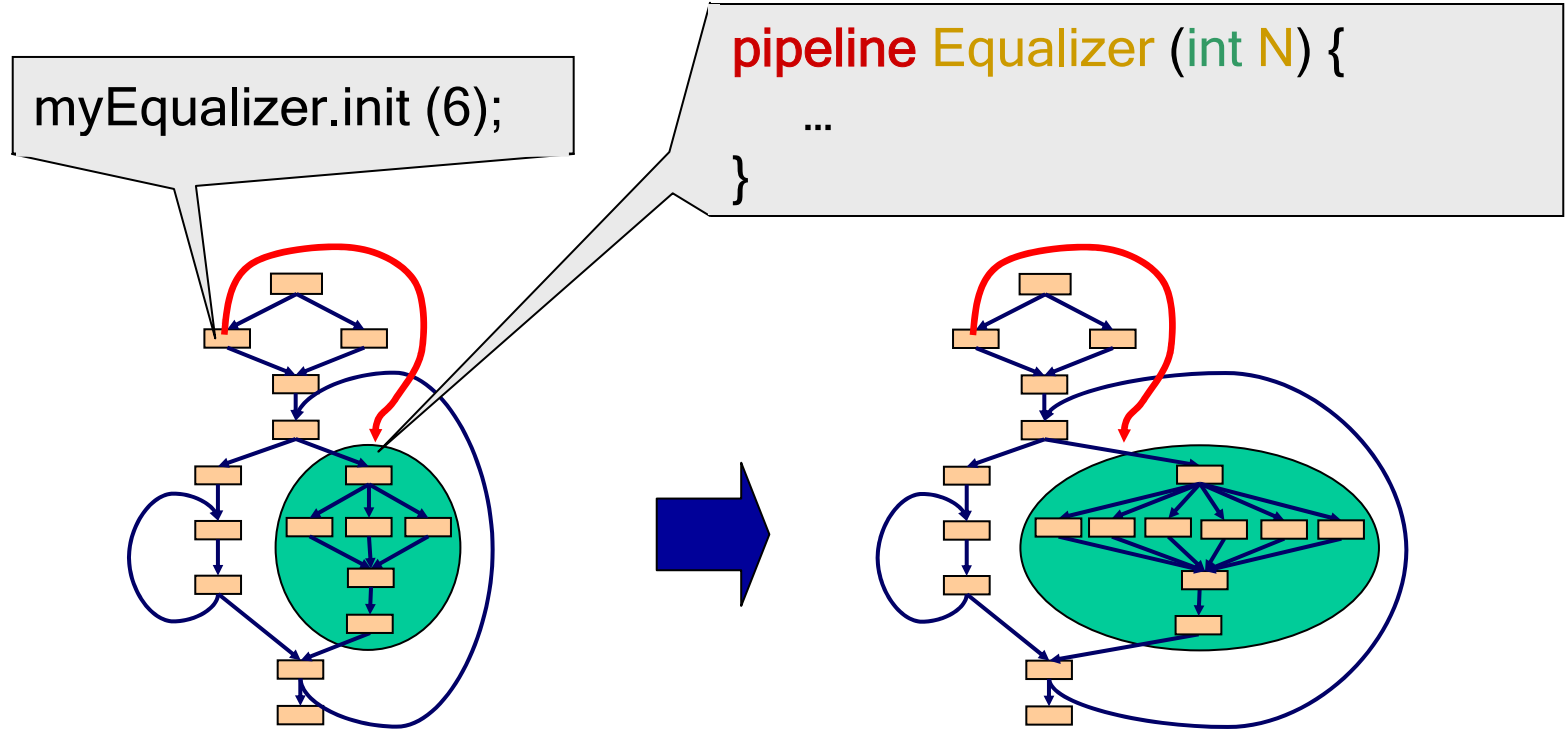 myEqualizer.init (6);
pipeline Equalizer (int N) {
...
}